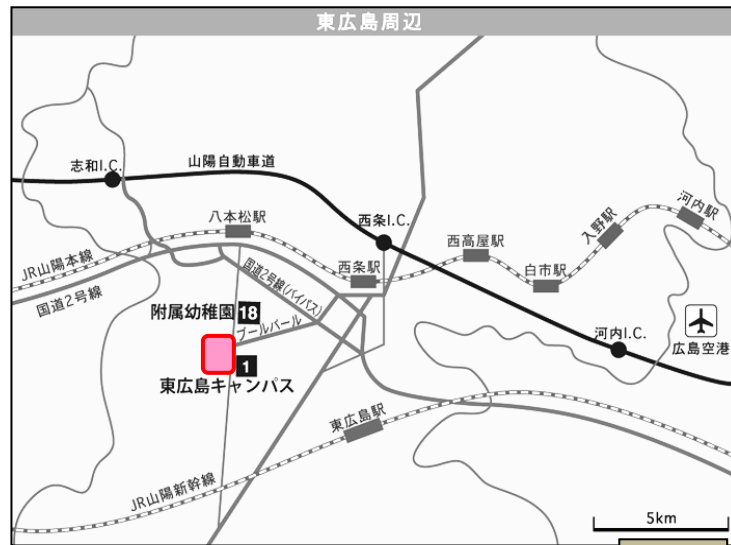 東広島周辺
志和I.C.
山陽自動車道
八本松駅
西条I.C.
河内駅
入野駅
西高屋駅
白市駅
JR山陽本線
国道2号線
国道2号線(バイパス)
西条駅
附属幼稚園 18
ブールバール
1
東広島キャンパス
河内I.C.
広島空港
東広島駅
JR山陽新幹線
5km